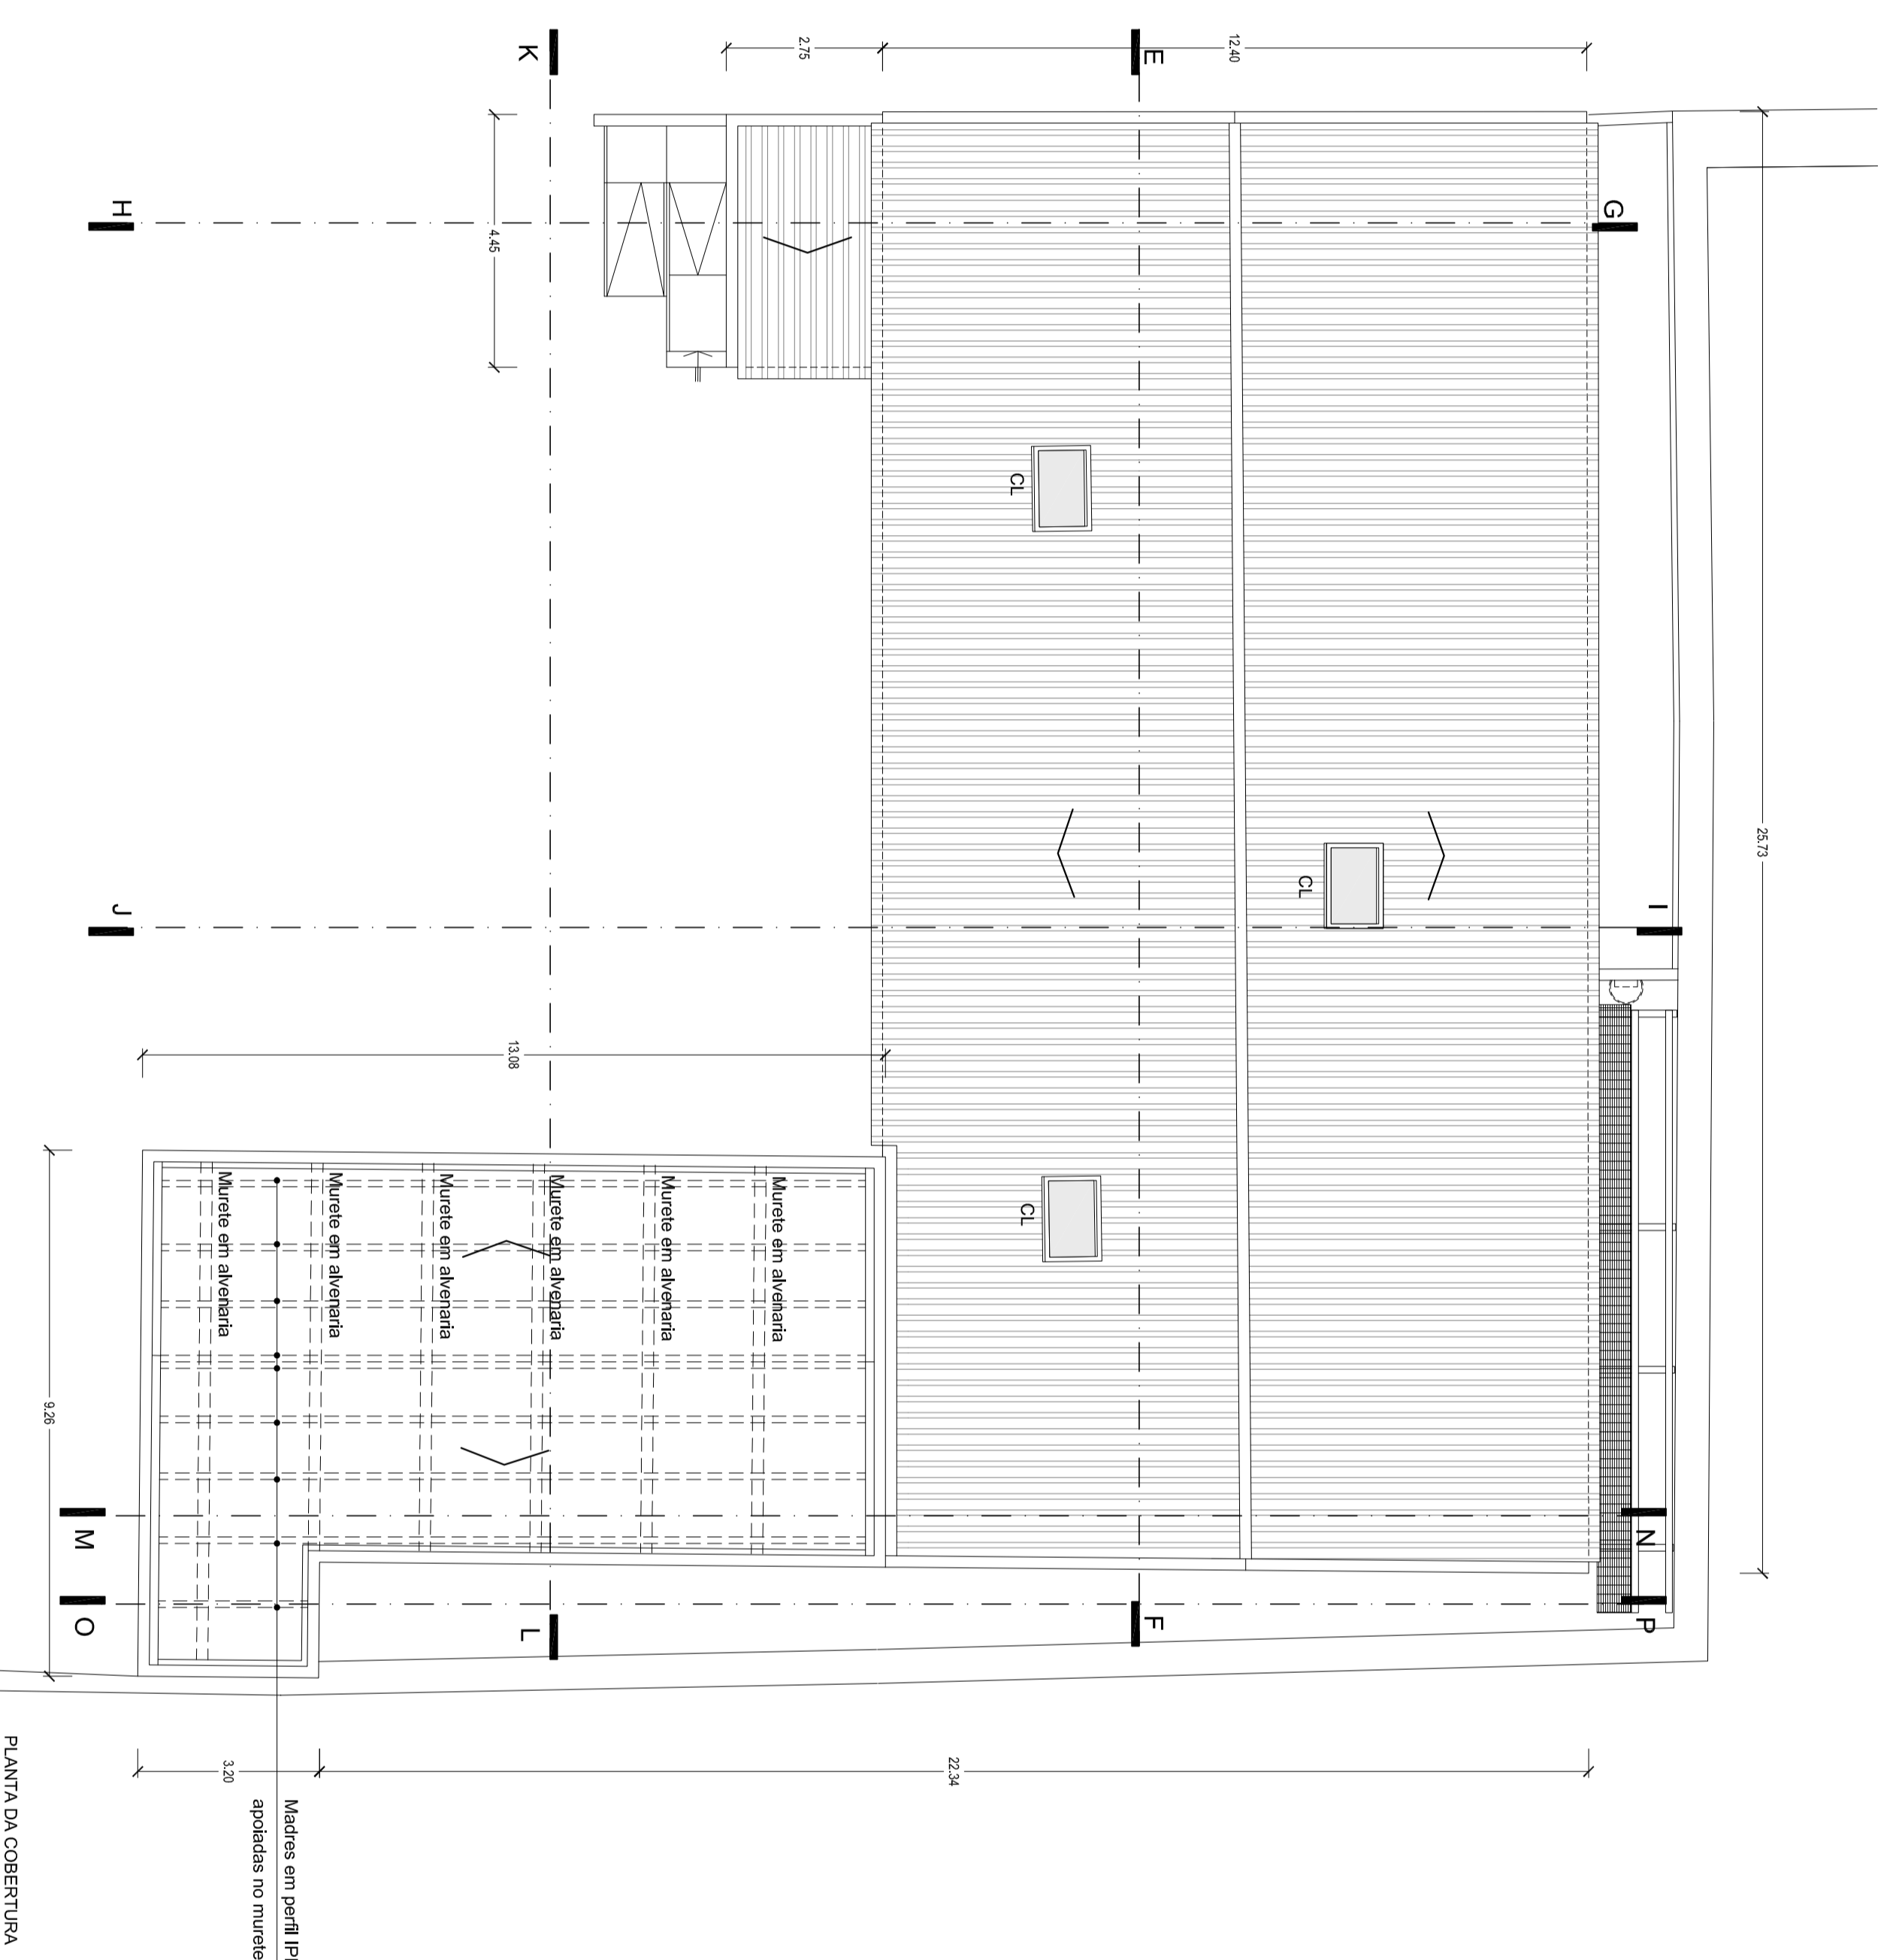 25.73
G
I
N
P
12.40
E
F
CL
CL
CL
2.75
K
L
4.45
H
J
M
O
13.08
9.26
22.34
3.20
Murete em alvenaria
Murete em alvenaria
Murete em alvenaria
Murete em alvenaria
Murete em alvenaria
Murete em alvenaria
Madres em perfil
apoiadas no murete
PLANTA DA COBERTURA